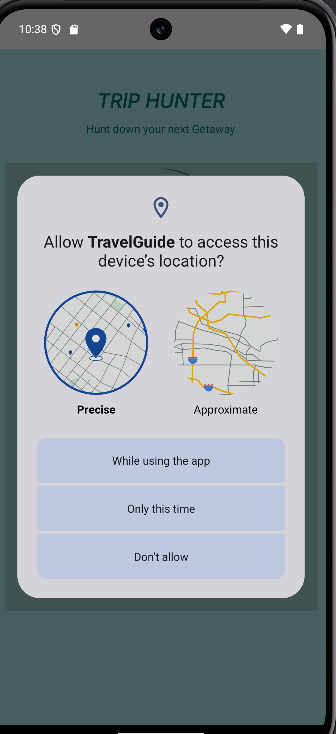 10:38
TRIP HUNTER
Hunt down your next Getaway
Allow TravelGuide to access this
device's location?
Precise
Approximate
While using the app
Only this time
Don't allow